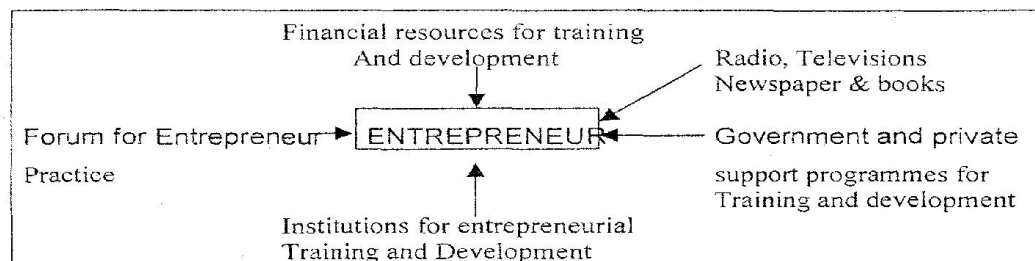 Financial resources for training
And development
Radio, Televisions
Newspaper & books
Forum for Entrepreneur
Practice
ENTREPRENEUR
Government and private
support programmes for
Training and development
Institutions for entrepreneurial
Training and Development